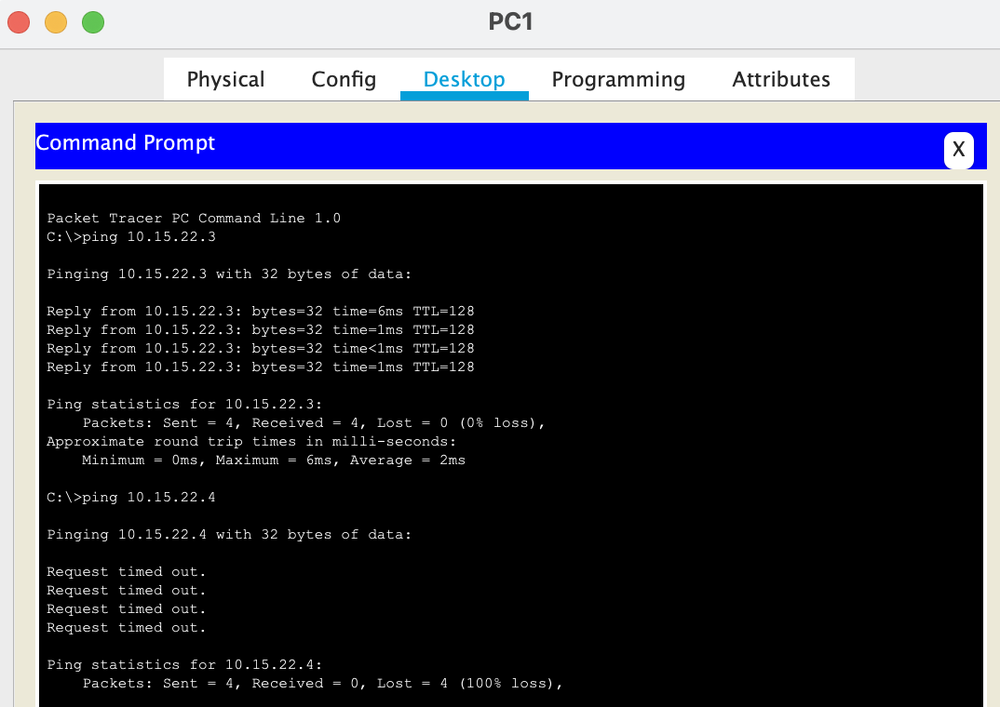 PC1
Physical Config Desktop Programming Attributes
Command Prompt
X
Packet Tracer PC Command Line 1.0
C:\>ping 10.15.22.3
Pinging 10.15.22.3 with 32 bytes of data:
Reply from 10.15.22.3: bytes=32 time=6ms TTL=128
Reply from 10.15.22.3: bytes=32 time=1ms TTL=128
Reply from 10.15.22.3: bytes=32 time<1ms TTL=128
Reply from 10.15.22.3: bytes=32 time=1ms TTL=128
Ping statistics for 10.15.22.3:
    Packets: Sent = 4, Received = 4, Lost = 0 (0% loss),
Approximate round trip times in milli-seconds:
    Minimum = 0ms, Maximum = 6ms, Average = 2ms
C:\>ping 10.15.22.4
Pinging 10.15.22.4 with 32 bytes of data:
Request timed out.
Request timed out.
Request timed out.
Request timed out.
Ping statistics for 10.15.22.4:
    Packets: Sent = 4, Received = 0, Lost = 4 (100% loss),